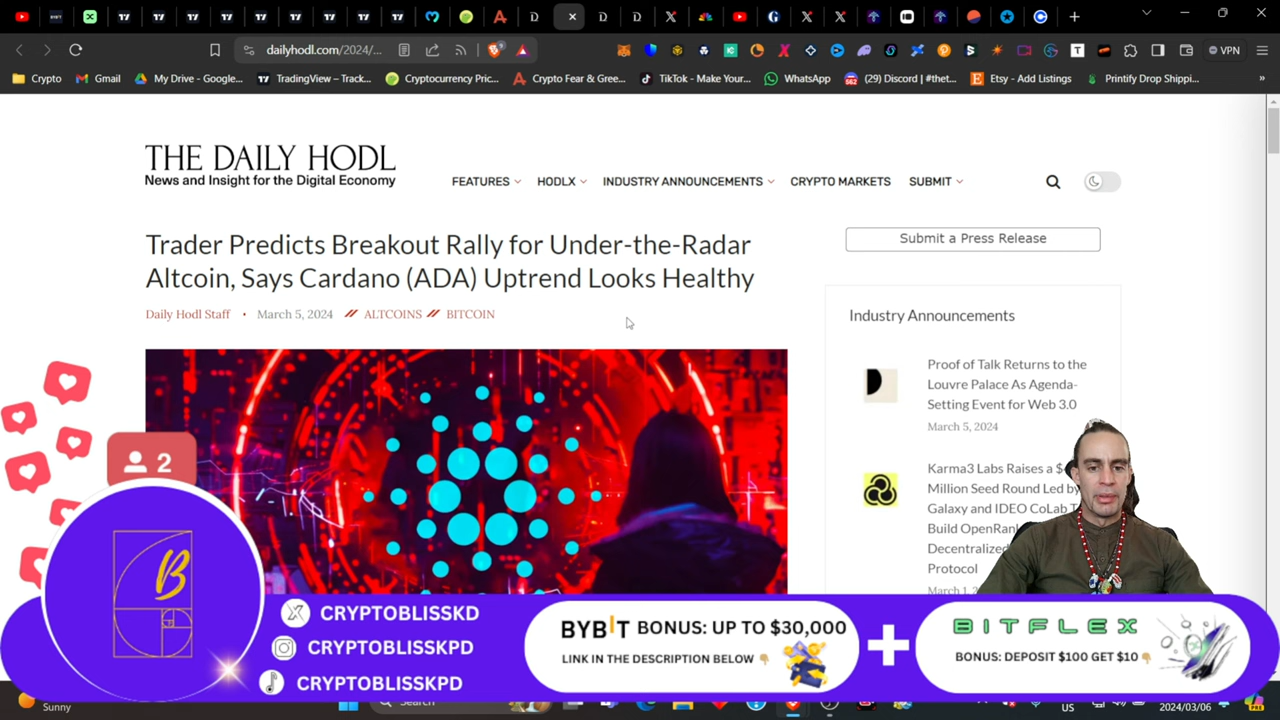 dailyhodl.com/2024/...
VPN
Crypto
Gmail
My Drive - Google...
TradingView – Track...
Cryptocurrency Pric...
Crypto Fear & Gree...
TikTok - Make Your...
WhatsApp
(29) Discord | #thet...
Etsy - Add Listings
Printify Drop Shippi...
THE DAILY HODL
News and Insight for the Digital Economy
FEATURES
HODLX
INDUSTRY ANNOUNCEMENTS
CRYPTO MARKETS
SUBMIT
Trader Predicts Breakout Rally for Under-the-Radar
Altcoin, Says Cardano (ADA) Uptrend Looks Healthy
Daily Hodl Staff • March 5, 2024 // ALTCOINS // BITCOIN
Submit a Press Release
Industry Announcements
Proof of Talk Returns to the
Louvre Palace As Agenda-
Setting Event for Web 3.0
March 5, 2024
Karma3 Labs Raises a $
Million Seed Round Led by
Galaxy and IDEO CoLab
Build OpenRan
Decentralized
Protocol
March 1, 2
2
B
CRYPTOBLISSKD
CRYPTOBLISSKPD
CRYPTOBLISSKPD
BYBIT BONUS: UP TO $30,000
LINK IN THE DESCRIPTION BELOW
+
BITFLEX
BONUS: DEPOSIT $100 GET $10
Sunny
Search
US
2024/03/06